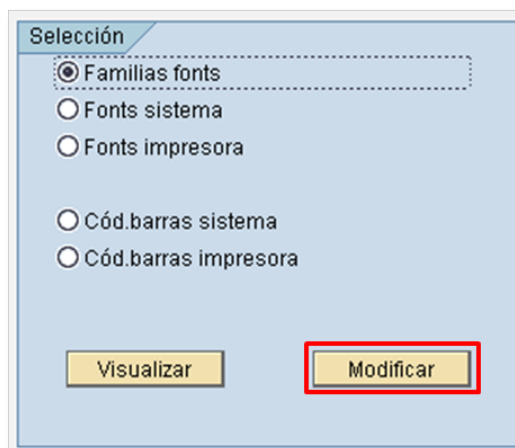 Selección
Familias fonts
Fonts sistema
Fonts impresora
Cód.barras sistema
Cód.barras impresora
Visualizar Modificar